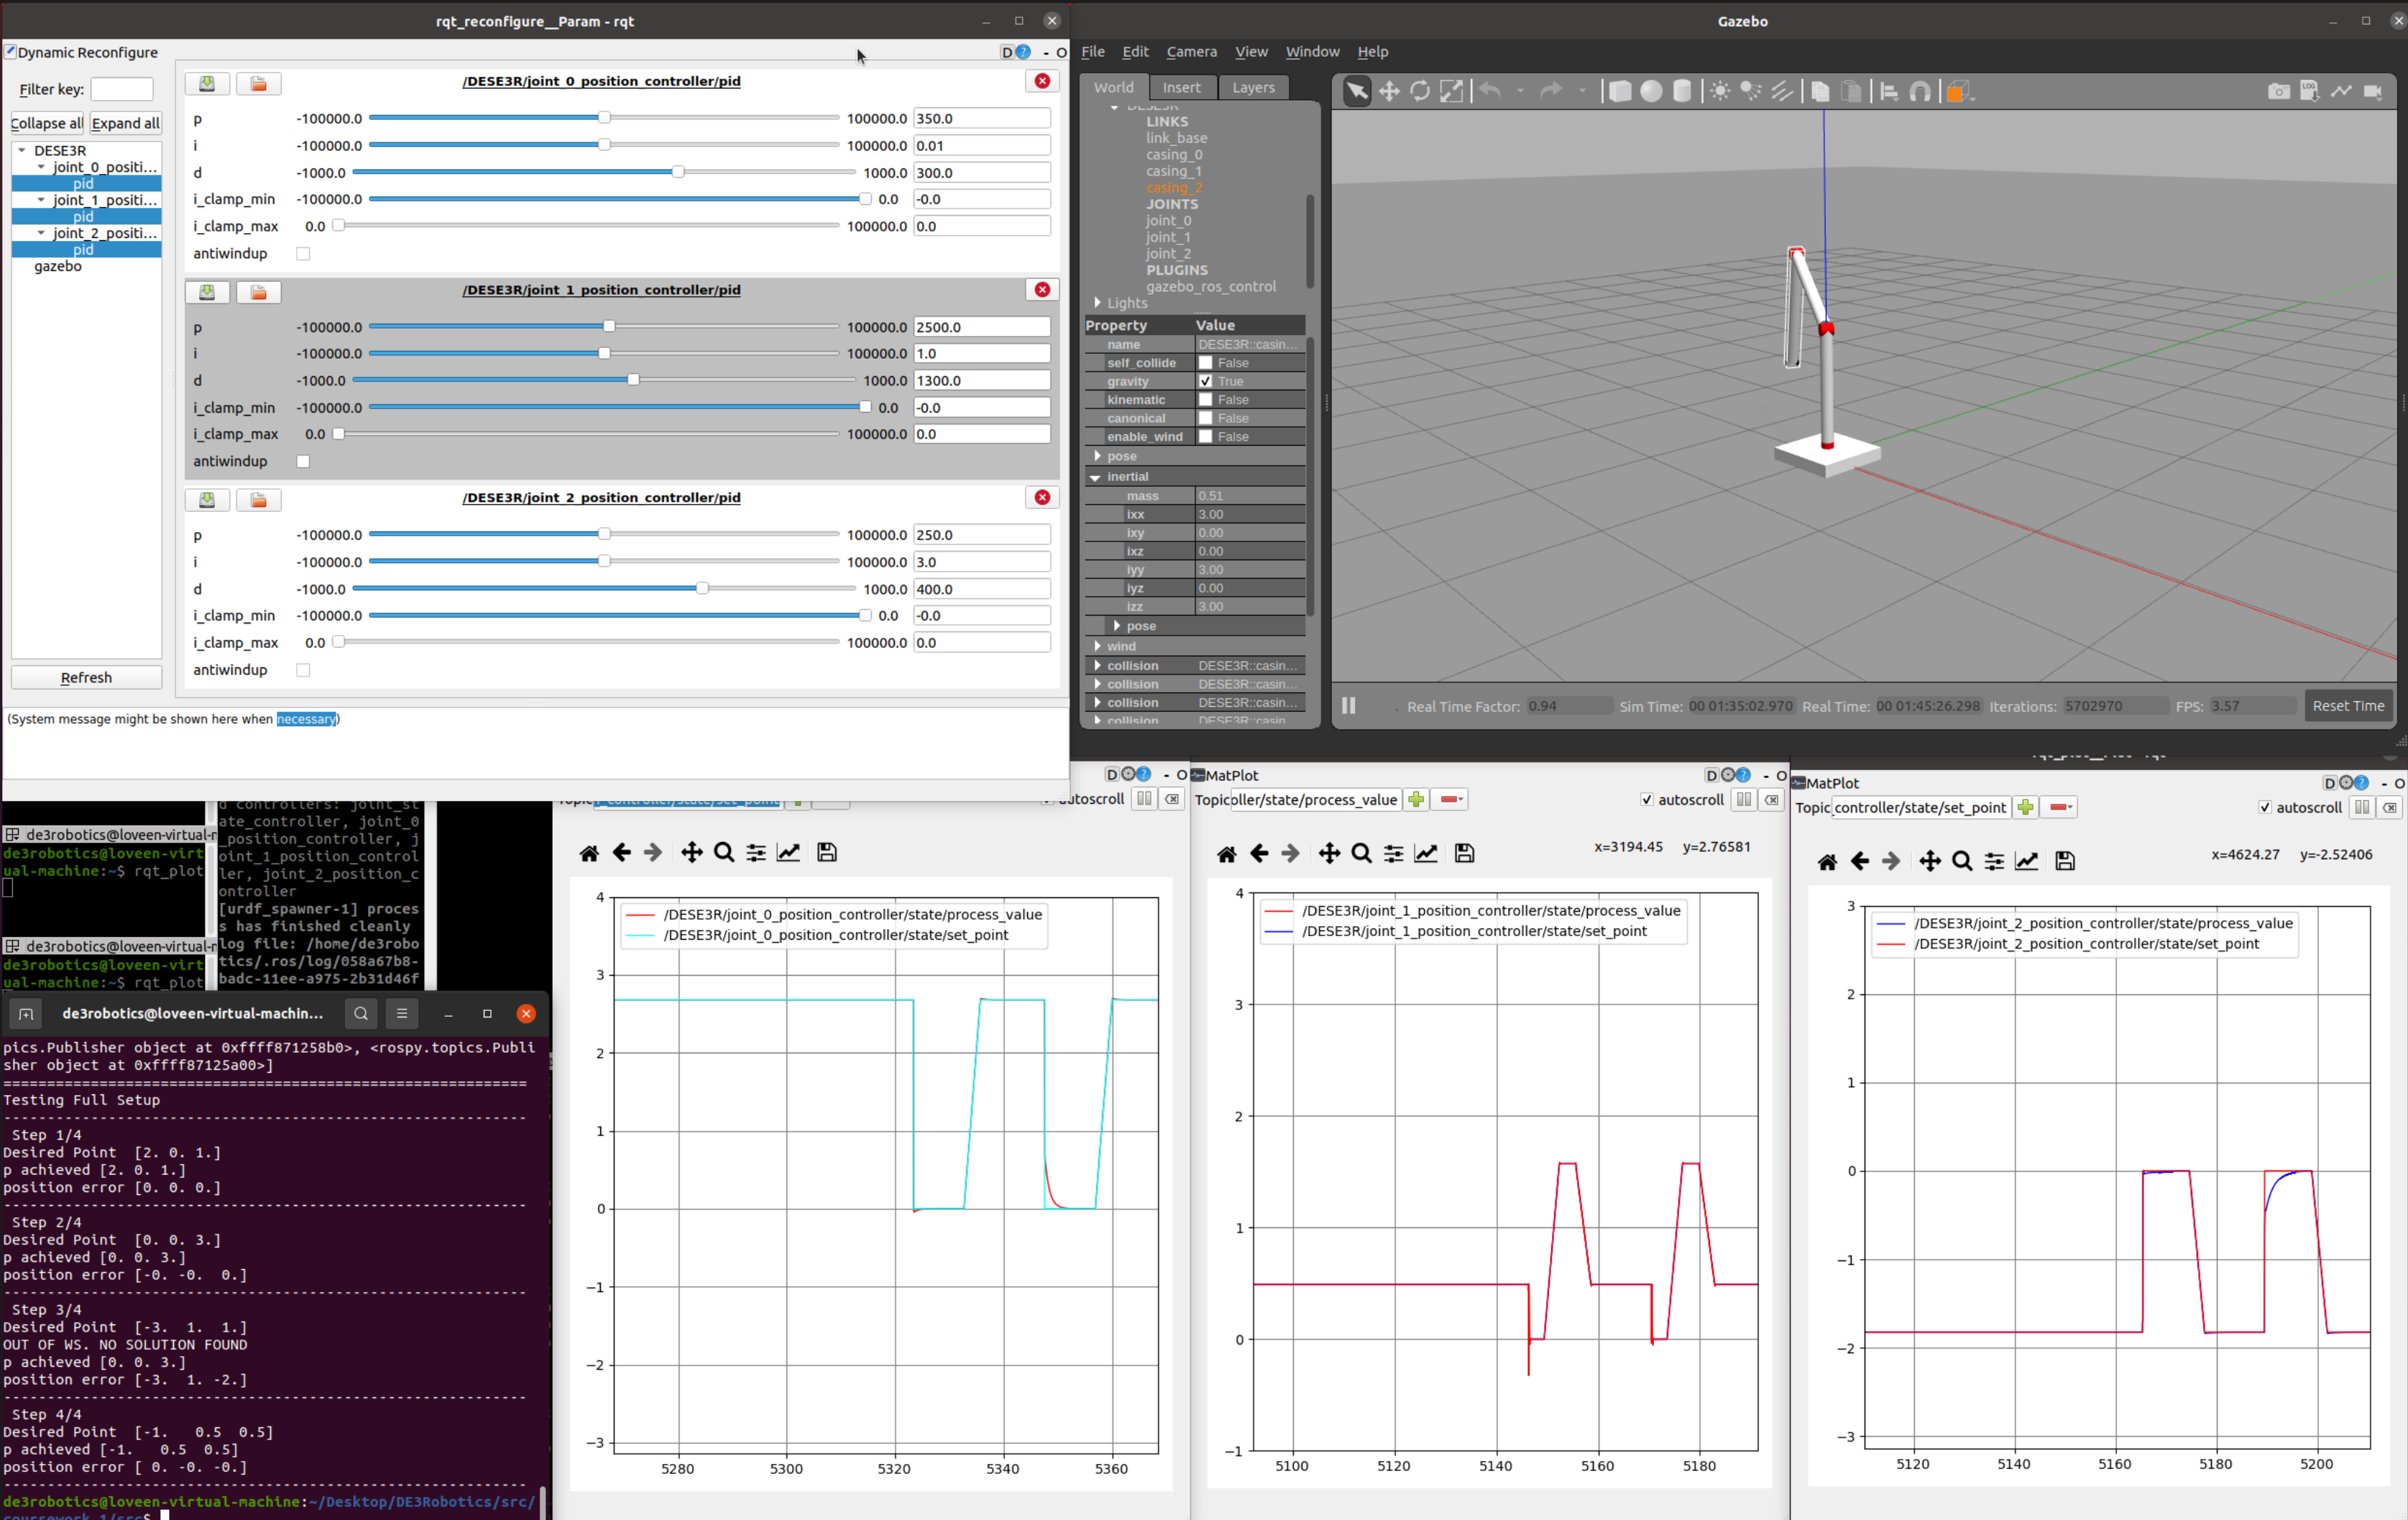 rqt_reconfigure__Param - rqt
Dynamic Reconfigure
D
- O
Filter key:
Collapse all
Expand all
DESE3R
joint_0_positi...
pid
joint_1_positi...
pid
joint_2_positi...
pid
gazebo
Refresh
/DESE3R/joint_0_position_controller/pid
p -100000.0 100000.0 350.0
i -100000.0 100000.0 0.01
d -1000.0 1000.0 300.0
i_clamp_min -100000.0 0.0 -0.0
i_clamp_max 0.0 100000.0 0.0
antiwindup
/DESE3R/joint_1_position_controller/pid
p -100000.0 100000.0 2500.0
i -100000.0 100000.0 1.0
d -1000.0 1000.0 1300.0
i_clamp_min -100000.0 0.0 -0.0
i_clamp_max 0.0 100000.0 0.0
antiwindup
/DESE3R/joint_2_position_controller/pid
p -100000.0 100000.0 250.0
i -100000.0 100000.0 3.0
d -1000.0 1000.0 400.0
i_clamp_min -100000.0 0.0 -0.0
i_clamp_max 0.0 100000.0 0.0
antiwindup
(System message might be shown here when necessary)
Gazebo
File Edit Camera View Window Help
World Insert Layers
DESE3R
LINKS
link_base
casing_0
casing_1
casing_2
JOINTS
joint_0
joint_1
joint_2
PLUGINS
gazebo_ros_control
Lights
Property Value
name DESE3R::casin...
self_collide False
gravity True
kinematic False
canonical False
enable_wind False
pose
inertial
mass 0.51
ixx 3.00
ixy 0.00
ixz 0.00
iyy 3.00
iyz 0.00
izz 3.00
pose
wind
collision DESE3R::casin...
collision DESE3R::casin...
collision DESE3R::casin...
collision DESE3R::casin
LOG
Real Time Factor: 0.94 Sim Time: 00 01:35:02.970 Real Time: 00 01:45:26.298 Iterations: 5702970 FPS: 3.57 Reset Time
d controllers: joint_st
ate_controller, joint_0
_position_controller, j
oint_1_position_control
ler, joint_2_position_c
ontroller
[urdf_spawner-1] proces
s has finished cleanly
log file: /home/de3robo
tics/.ros/log/058a67b8-
badc-11ee-a975-2b31d46f
de3robotics@loveen-virtual-n
de3robotics@loveen-virt
ual-machine:~$ rqt_plot
de3robotics@loveen-virtual-n
de3robotics@loveen-virt
ual-machine:~$ rqt_plot
de3robotics@loveen-virtual-machin...
pics.Publisher object at 0xffff871258b0>, <rospy.topics.Publi
sher object at 0xffff87125a00>]
============================================================
Testing Full Setup
------------------------------------------------------------
Step 1/4
Desired Point [2. 0. 1.]
p achieved [2. 0. 1.]
position error [0. 0. 0.]
------------------------------------------------------------
Step 2/4
Desired Point [0. 0. 3.]
p achieved [0. 0. 3.]
position error [-0. -0. 0.]
------------------------------------------------------------
Step 3/4
Desired Point [-3. 1. 1.]
OUT OF WS. NO SOLUTION FOUND
p achieved [0. 0. 3.]
position error [-3. 1. -2.]
------------------------------------------------------------
Step 4/4
Desired Point [-1. 0.5 0.5]
p achieved [-1. 0.5 0.5]
position error [ 0. -0. -0.]
------------------------------------------------------------
de3robotics@loveen-virtual-machine:~/Desktop/DE3Robotics/src/
coursework_1/src$
D
- O
Topic _controller/state/set_point autoscroll
/DESE3R/joint_0_position_controller/state/process_value
/DESE3R/joint_0_position_controller/state/set_point
4
3
2
1
0
−1
−2
−3
5280 5300 5320 5340 5360
MatPlot
D
- O
Topic oller/state/process_value autoscroll
x=3194.45 y=2.76581
/DESE3R/joint_1_position_controller/state/process_value
/DESE3R/joint_1_position_controller/state/set_point
4
3
2
1
0
−1
5100 5120 5140 5160 5180
MatPlot
D
- O
Topic controller/state/set_point autoscroll
x=4624.27 y=-2.52406
/DESE3R/joint_2_position_controller/state/process_value
/DESE3R/joint_2_position_controller/state/set_point
3
2
1
0
−1
−2
−3
5120 5140 5160 5180 5200